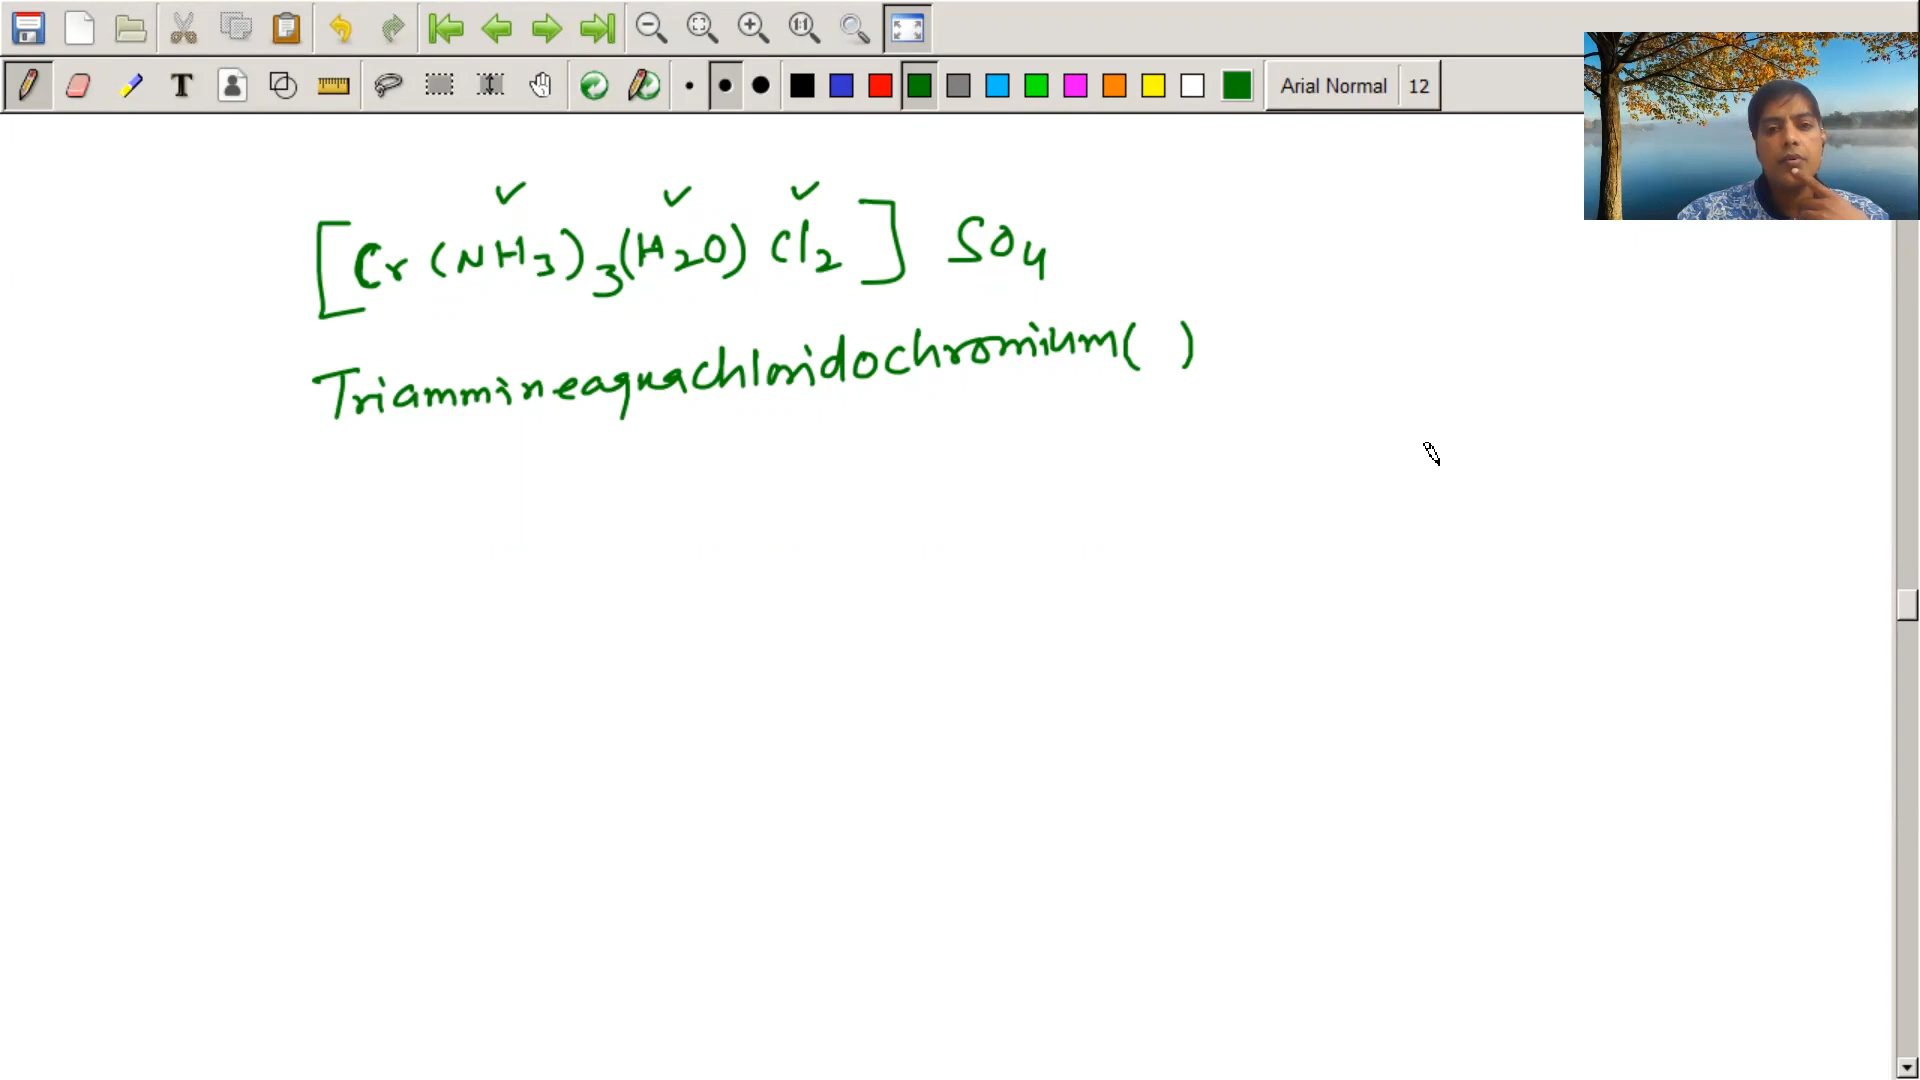 Arial Normal 12
[Cr(NH3)3(H2O)Cl2]SO4
Triammineaquachloridochromium( )